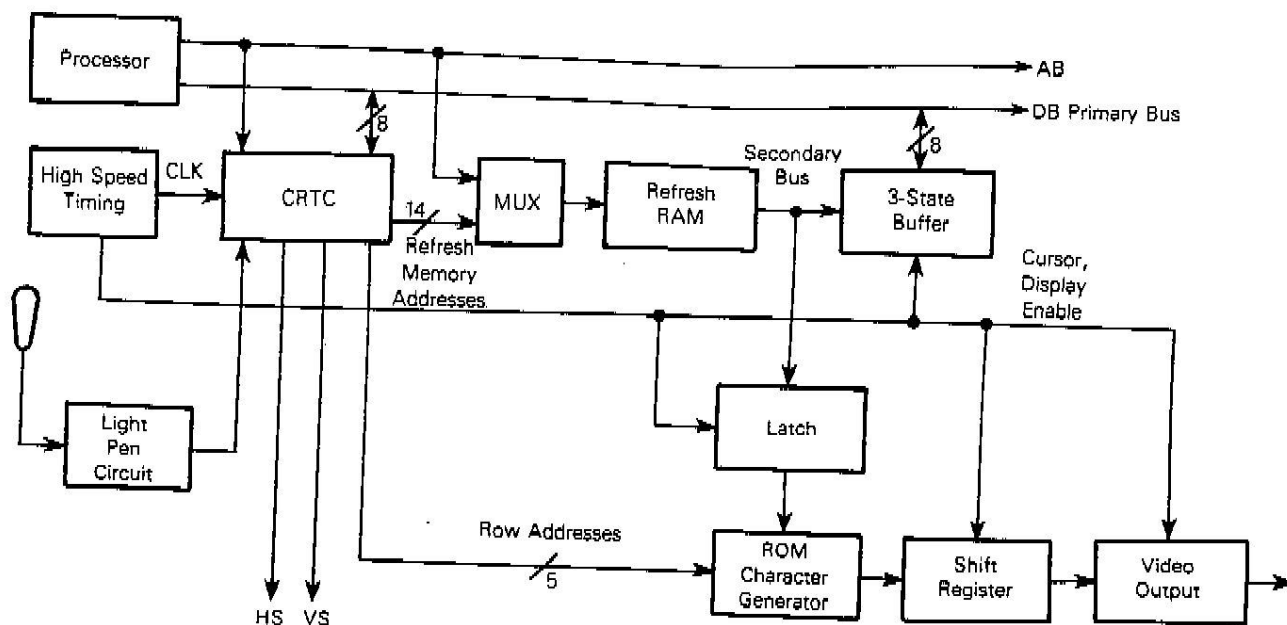 Processor
AB
DB Primary Bus
8
8
High Speed
Timing
CLK
CRTC
14
Refresh
Memory
Addresses
MUX
Refresh
RAM
Secondary
Bus
3-State
Buffer
Cursor,
Display
Enable
Light
Pen
Circuit
Latch
Row Addresses
5
ROM
Character
Generator
Shift
Register
Video
Output
HS
VS